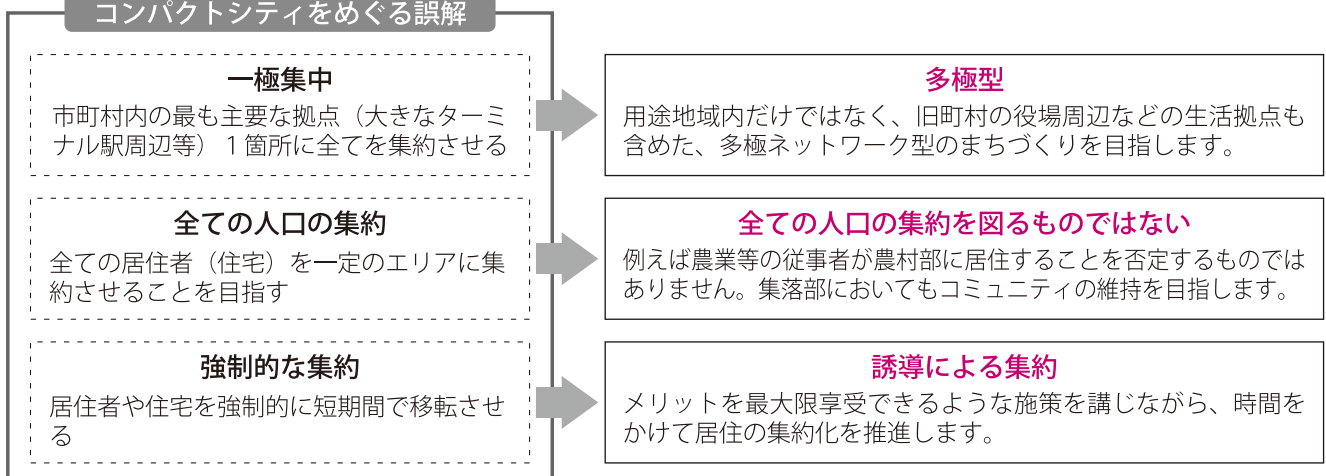 コンパクトシティをめぐる誤解
一極集中
市町村内の最も主要な拠点（大きなターミ
ナル駅周辺等）１箇所に全てを集約させる
多極型
用途地域内だけではなく、旧町村の役場周辺などの生活拠点も
含めた、多極ネットワーク型のまちづくりを目指します。
全ての人口の集約
全ての居住者（住宅）を一定のエリアに集
約させることを目指す
全ての人口の集約を図るものではない
例えば農業等の従事者が農村部に居住することを否定するものでは
ありません。集落部においてもコミュニティの維持を目指します。
強制的な集約
居住者や住宅を強制的に短期間で移転させ
る
誘導による集約
メリットを最大限享受できるような施策を講じながら、時間を
かけて居住の集約化を推進します。